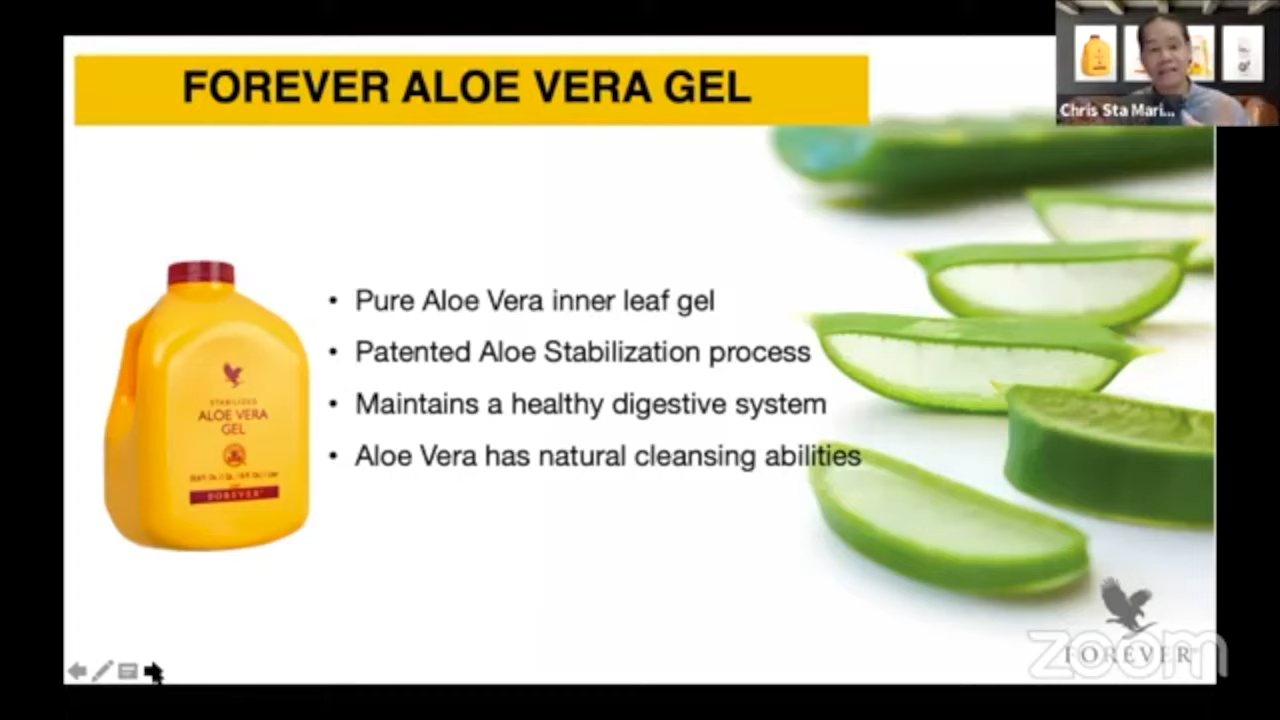 FOREVER ALOE VERA GEL
Chris Sta Mari...
• Pure Aloe Vera inner leaf gel
• Patented Aloe Stabilization process
• Maintains a healthy digestive system
• Aloe Vera has natural cleansing abilities
STABILIZED
ALOE VERA
GEL
FOREVER
zoom
FOREVER